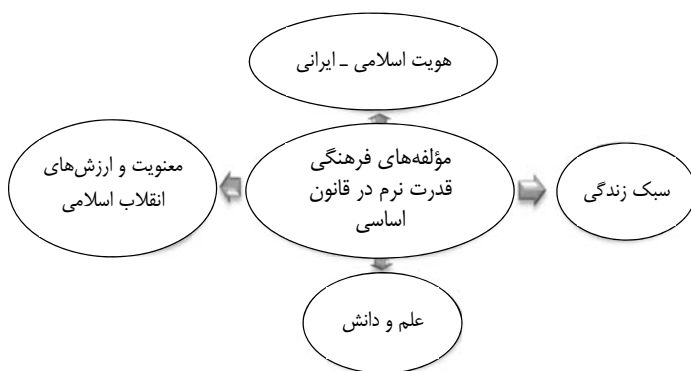 هویت اسلامی ـ ایرانی
مؤلفه‌های فرهنگی
قدرت نرم در قانون
اساسی
سبک زندگی
معنویت و ارزش‌های
انقلاب اسلامی
علم و دانش